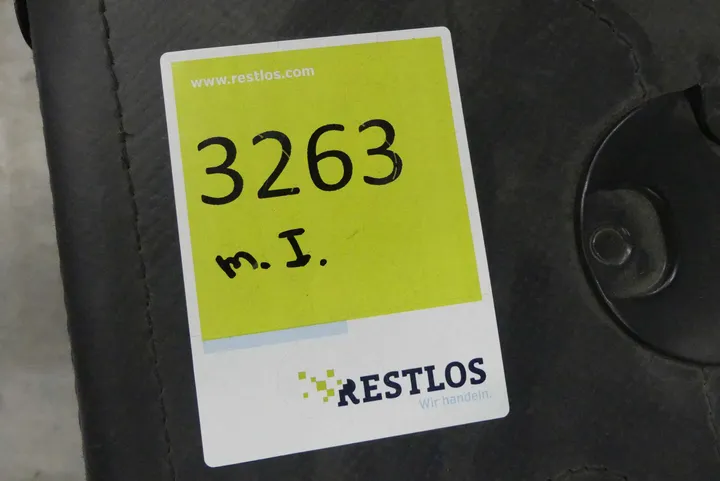 www.restlos.com
3263
m. I.
RESTLOS
Wir handeln.